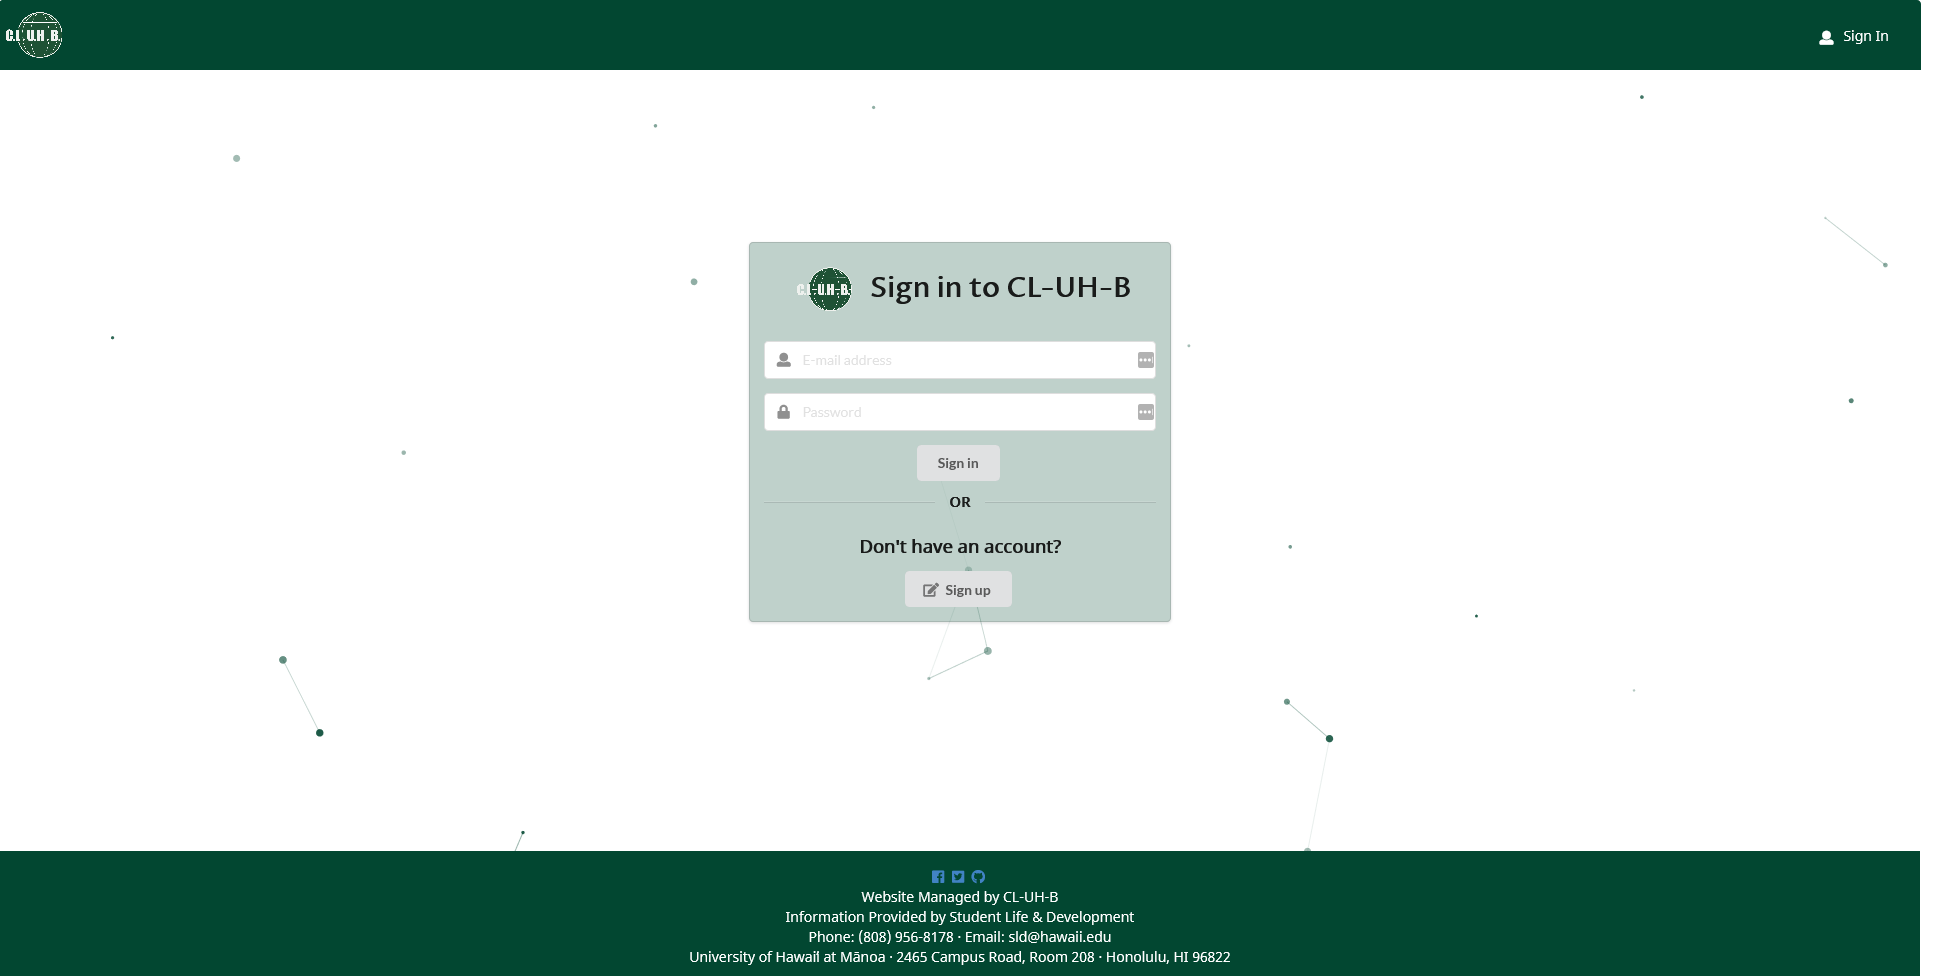 C.L-U.H-B.
Sign In
C.L-U.H-B.
Sign in to CL-UH-B
E-mail address
Password
Sign in
OR
Don't have an account?
Sign up
Website Managed by CL-UH-B
Information Provided by Student Life & Development
Phone: (808) 956-8178 · Email: sld@hawaii.edu
University of Hawaiʻi at Mānoa · 2465 Campus Road, Room 208 · Honolulu, HI 96822